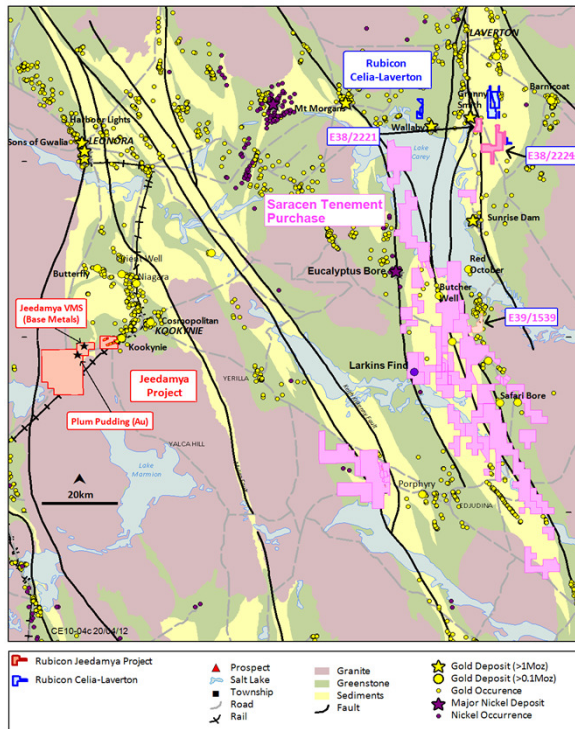 LAVERTON
Rubicon
Celia-Laverton
Barnicoat
Granny
Smith
Mt Morgan
Harbour Lights
Sons of Gwalia
LEONORA
Wallaby
E38/2221
E38/2224
Lake
Carey
Saracen Tenement
Purchase
Sunrise Dam
Orient Well
Butterfly
Niagara
Eucalyptus Bore
Red
October
Butcher
Well
Jeedamya VMS
(Base Metals)
Cosmopolitan
KOOKYNIE
E39/1539
Kookynie
Larkins Find
Jeedamya
Project
YERILLA
Plum Pudding (Au)
Safari Bore
YALCA HILL
Lake
Marmion
20km
Porphyry
EDJUDINA
CE10-04c 20/04/12
Rubicon Jeedamya Project
Rubicon Celia-Laverton
Prospect
Salt Lake
Township
Road
Rail
Granite
Greenstone
Sediments
Fault
Gold Deposit (>1Moz)
Gold Deposit (>0.1Moz)
Gold Occurence
Major Nickel Deposit
Nickel Occurrence